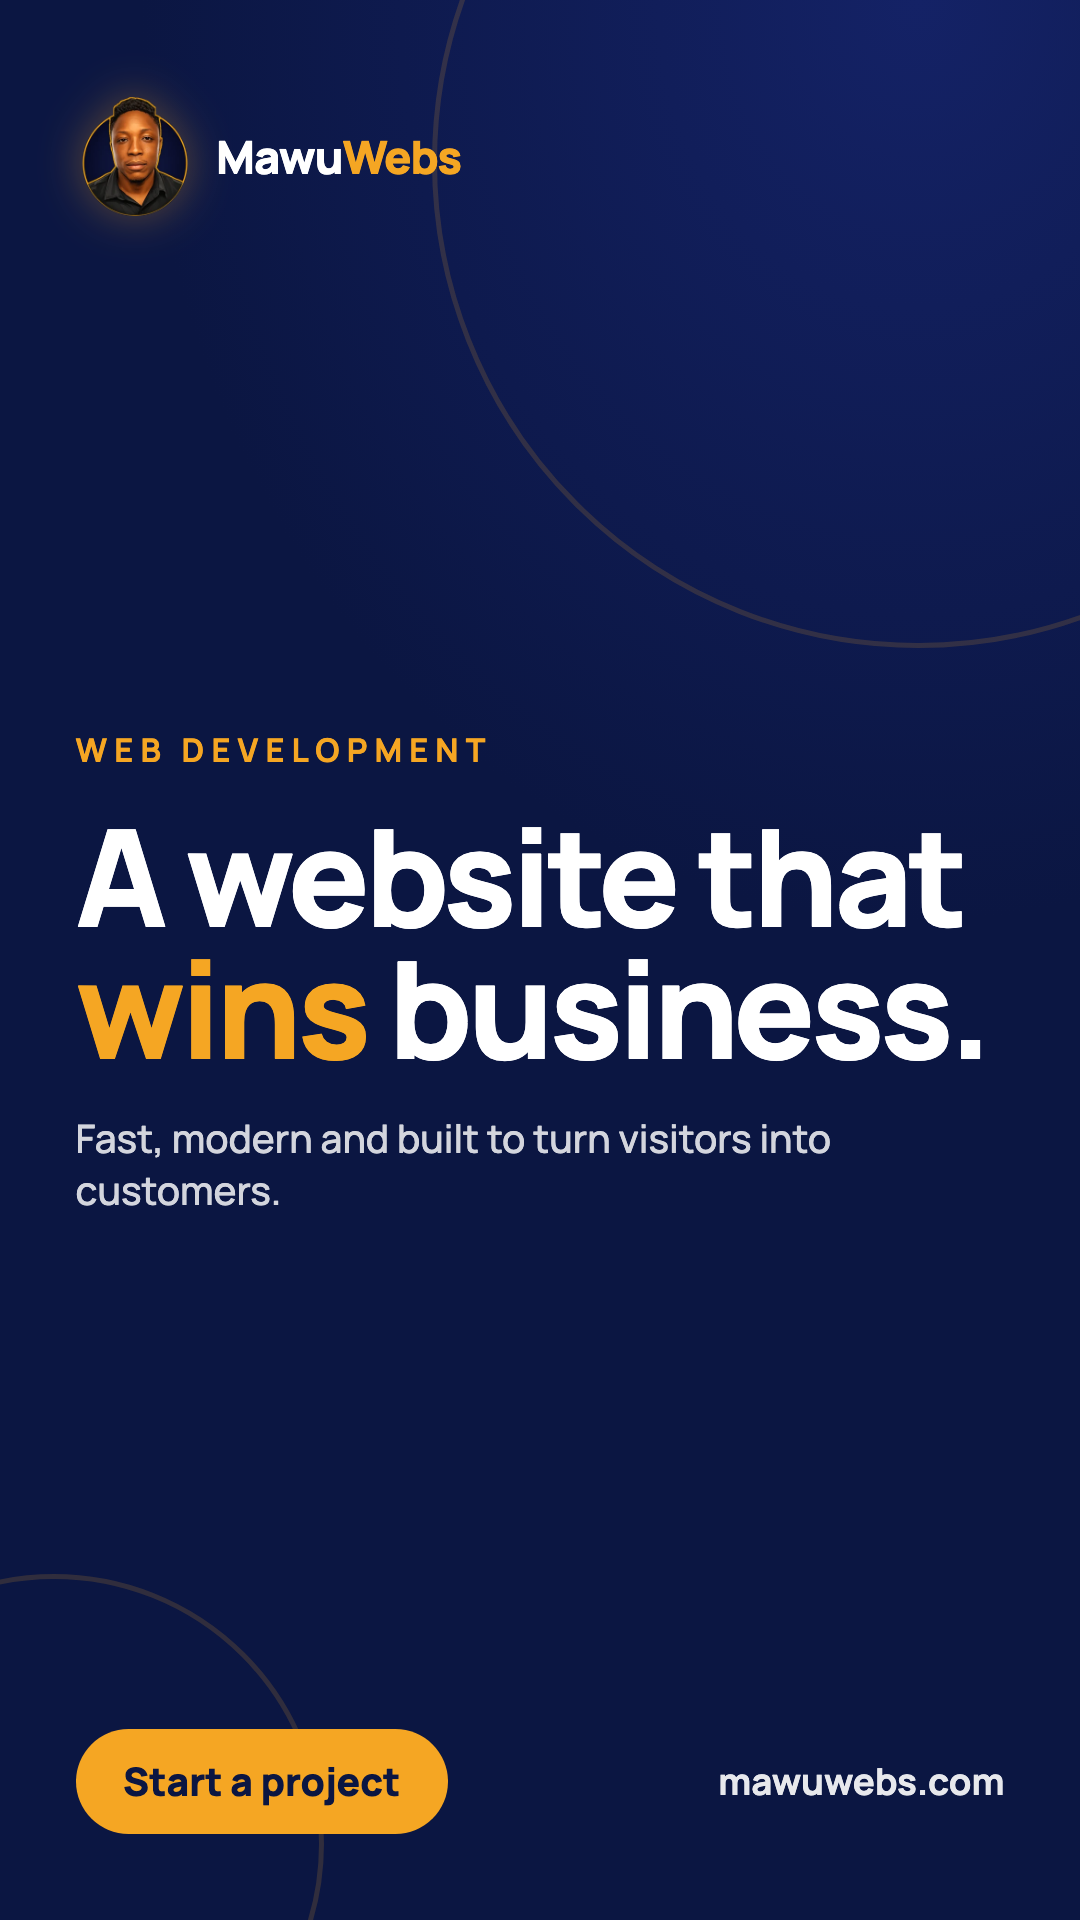 MawuWebs
WEB DEVELOPMENT
A website that
wins business.
Fast, modern and built to turn visitors into
customers.
Start a project
mawuwebs.com